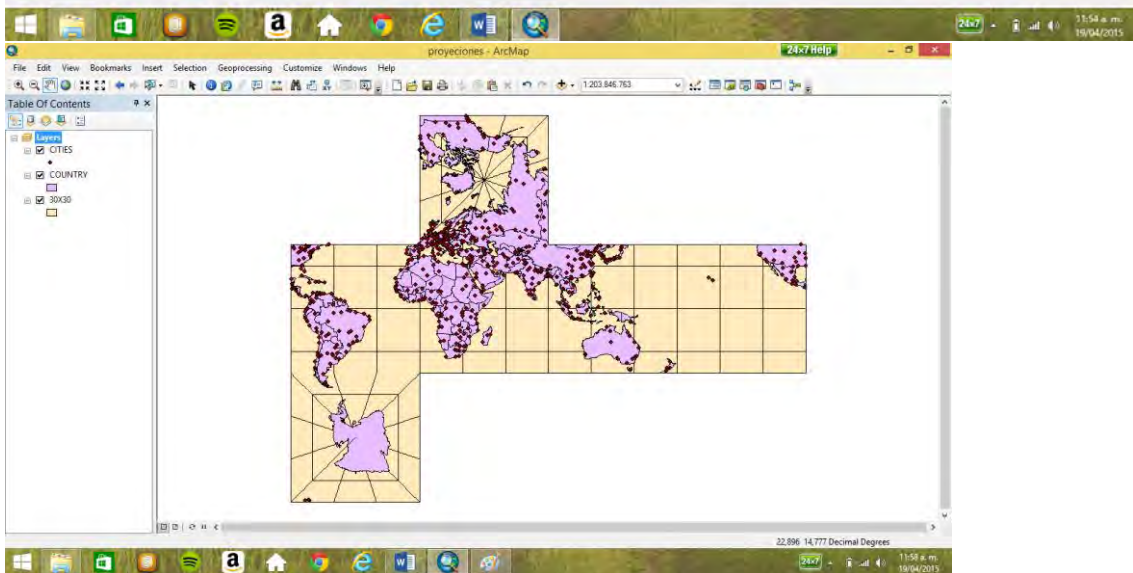 24x7
11:54 a. m.
19/04/2015
proyeciones - ArcMap
24x7 Help
File Edit View Bookmarks Insert Selection Geoprocessing Customize Windows Help
1:203.846.763
Table Of Contents
Layers
CITIES
COUNTRY
30X30
22,896 14,777 Decimal Degrees
24x7
11:58 a. m.
19/04/2015